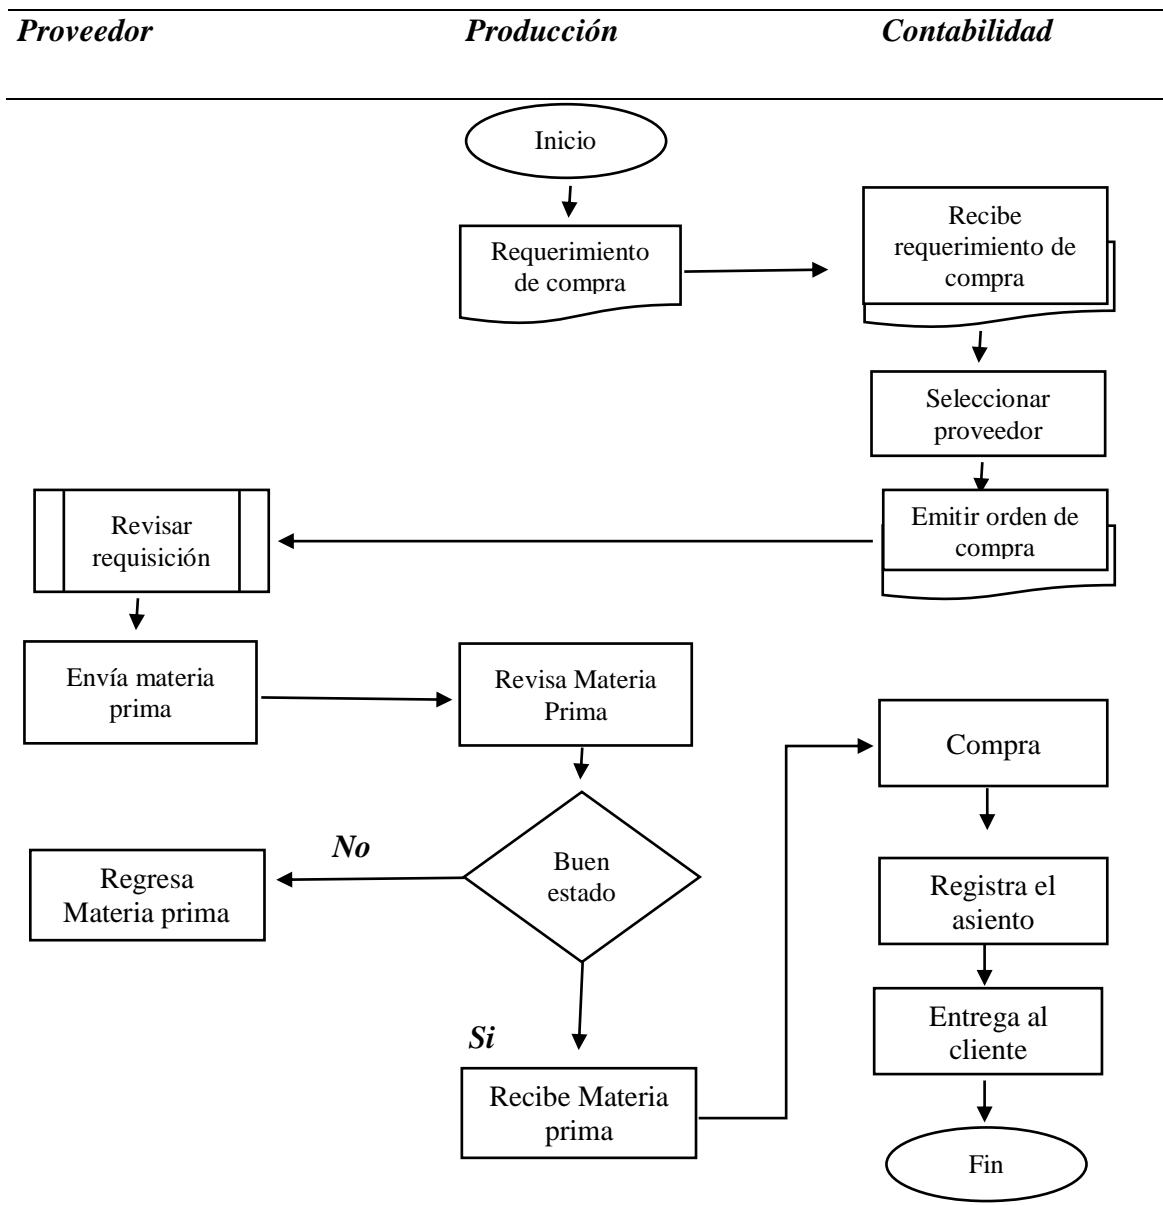 Proveedor
Producción
Contabilidad
Inicio
Requerimiento
de compra
Recibe
requerimiento de
compra
Seleccionar
proveedor
Emitir orden de
compra
Revisar
requisición
Envía materia
prima
Revisa Materia
Prima
Compra
Buen
estado
No
Regresa
Materia prima
Si
Recibe Materia
prima
Registra el
asiento
Entrega al
cliente
Fin